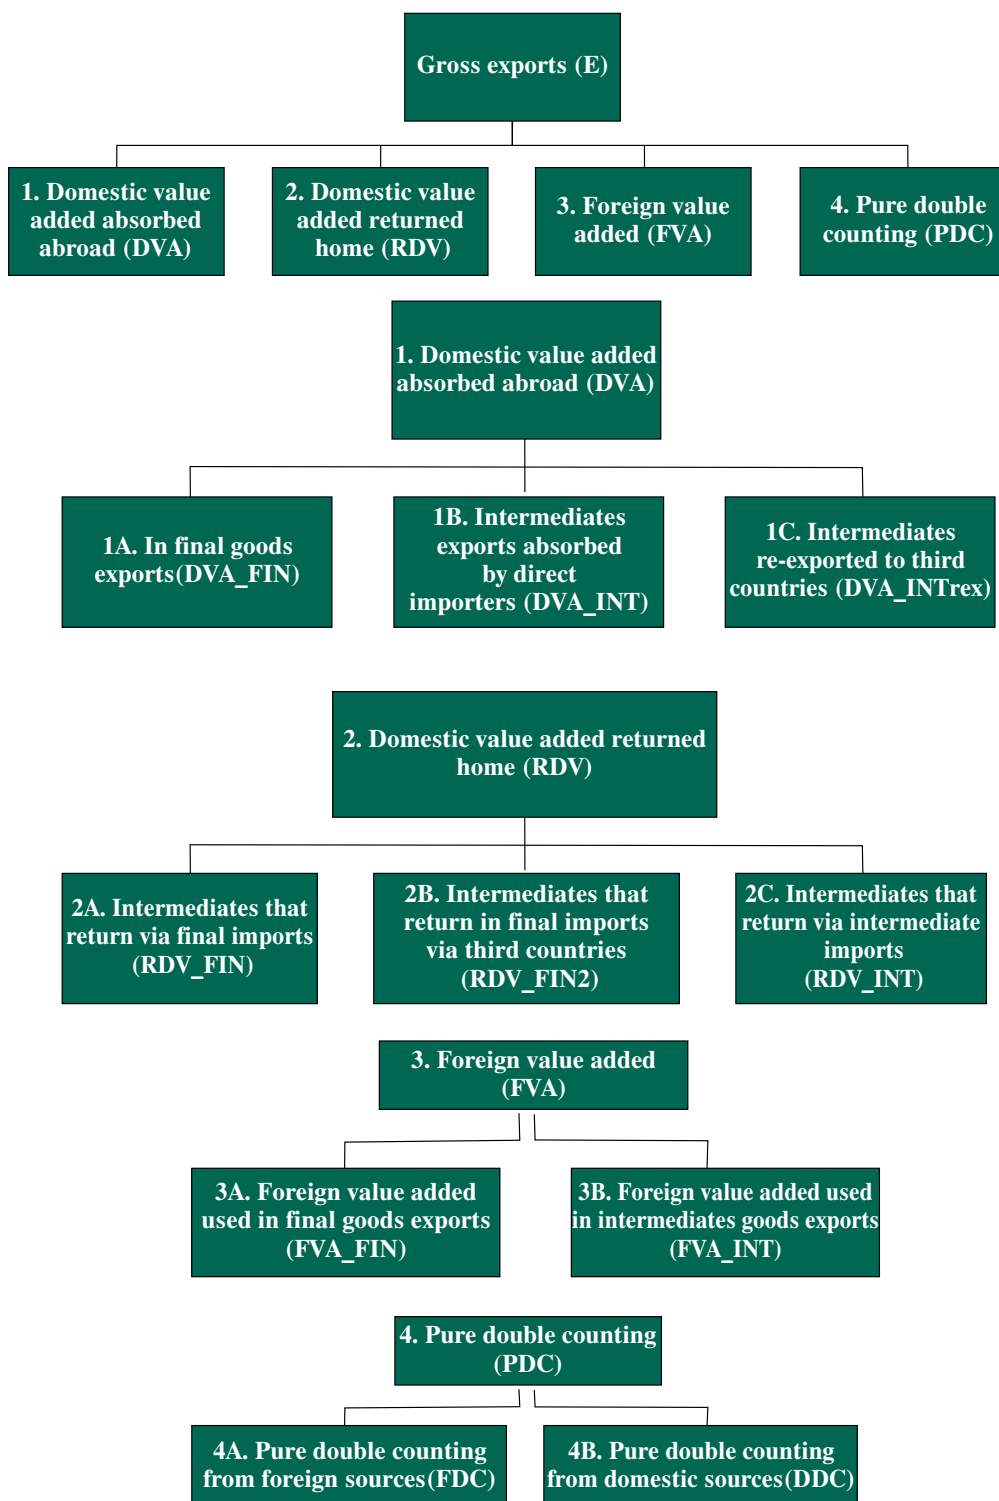 Gross exports (E)
1. Domestic value
added absorbed
abroad (DVA)
2. Domestic value
added returned
home (RDV)
3. Foreign value
added (FVA)
4. Pure double
counting (PDC)
1. Domestic value added
absorbed abroad (DVA)
1A. In final goods
exports(DVA_FIN)
1B. Intermediates
exports absorbed
by direct
importers (DVA_INT)
1C. Intermediates
re-exported to third
countries (DVA_INTrex)
2. Domestic value added returned
home (RDV)
2A. Intermediates that
return via final imports
(RDV_FIN)
2B. Intermediates that
return in final imports
via third countries
(RDV_FIN2)
2C. Intermediates that
return via intermediate
imports
(RDV_INT)
3. Foreign value added
(FVA)
3A. Foreign value added
used in final goods exports
(FVA_FIN)
3B. Foreign value added used
in intermediates goods exports
(FVA_INT)
4. Pure double counting
(PDC)
4A. Pure double counting
from foreign sources(FDC)
4B. Pure double counting
from domestic sources(DDC)